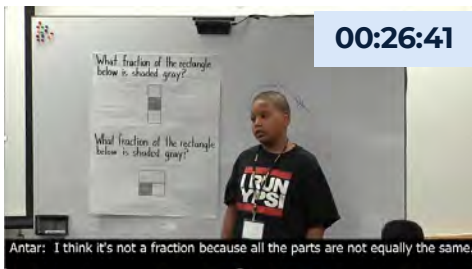 00:26:41
What fraction of the rectangle
below is shaded gray?
What fraction of the rectangle
below is shaded gray?
I RUN
YPSI
Antar: I think it's not a fraction because all the parts are not equally the same.